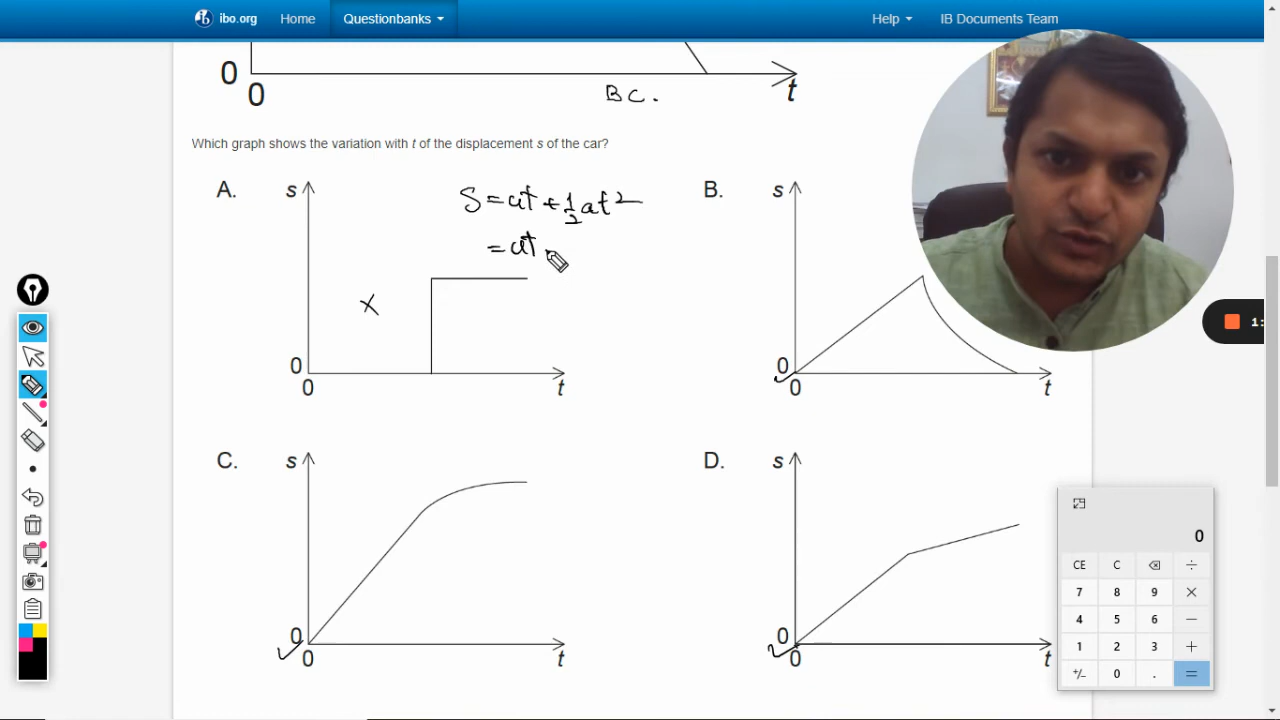 ibo.org Home Questionbanks Help IB Documents Team
0
0 t
B C.
Which graph shows the variation with t of the displacement s of the car?
A. s
S = ut + 1/2 at²
= ut
X
0
0 t
B. s
0
0 t
C. s
0
0 t
D. s
0
0 t
1:
0
CE C ÷
7 8 9 ×
4 5 6 −
1 2 3 +
+/− 0 . =